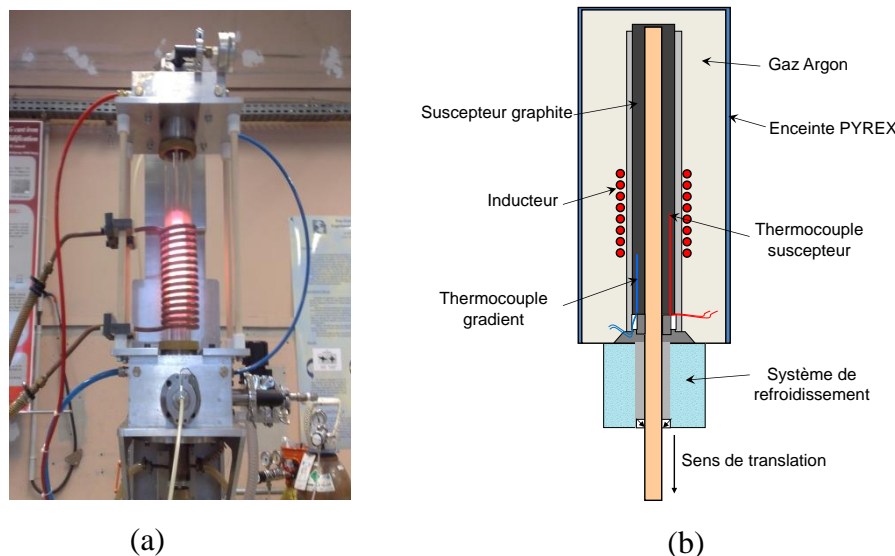 Gaz Argon
Suscepteur graphite
Enceinte PYREX
Inducteur
Thermocouple
suscepteur
Thermocouple
gradient
Système de
refroidissement
Sens de translation
(a)
(b)